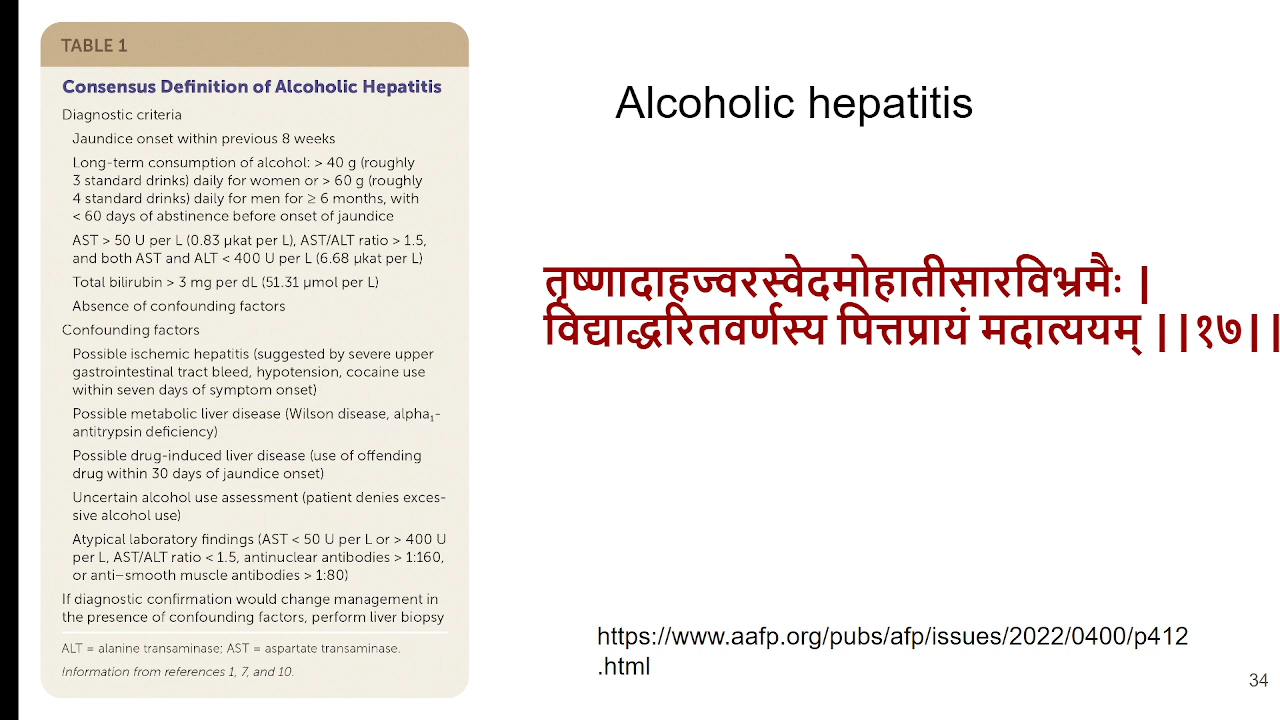 TABLE 1
Consensus Definition of Alcoholic Hepatitis
Diagnostic criteria
Jaundice onset within previous 8 weeks
Long-term consumption of alcohol: > 40 g (roughly
3 standard drinks) daily for women or > 60 g (roughly
4 standard drinks) daily for men for ≥ 6 months, with
< 60 days of abstinence before onset of jaundice
AST > 50 U per L (0.83 μkat per L), AST/ALT ratio > 1.5,
and both AST and ALT < 400 U per L (6.68 μkat per L)
Total bilirubin > 3 mg per dL (51.31 μmol per L)
Absence of confounding factors
Confounding factors
Possible ischemic hepatitis (suggested by severe upper
gastrointestinal tract bleed, hypotension, cocaine use
within seven days of symptom onset)
Possible metabolic liver disease (Wilson disease, alpha₁-
antitrypsin deficiency)
Possible drug-induced liver disease (use of offending
drug within 30 days of jaundice onset)
Uncertain alcohol use assessment (patient denies exces-
sive alcohol use)
Atypical laboratory findings (AST < 50 U per L or > 400 U
per L, AST/ALT ratio < 1.5, antinuclear antibodies > 1:160,
or anti–smooth muscle antibodies > 1:80)
If diagnostic confirmation would change management in
the presence of confounding factors, perform liver biopsy
ALT = alanine transaminase; AST = aspartate transaminase.
Information from references 1, 7, and 10.
Alcoholic hepatitis
तृष्णादाहज्वरस्वेदमोहातीसारविभ्रमैः |
विद्याद्धरितवर्णस्य पित्तप्रायं मदात्ययम् ||१७||
https://www.aafp.org/pubs/afp/issues/2022/0400/p412
.html
34